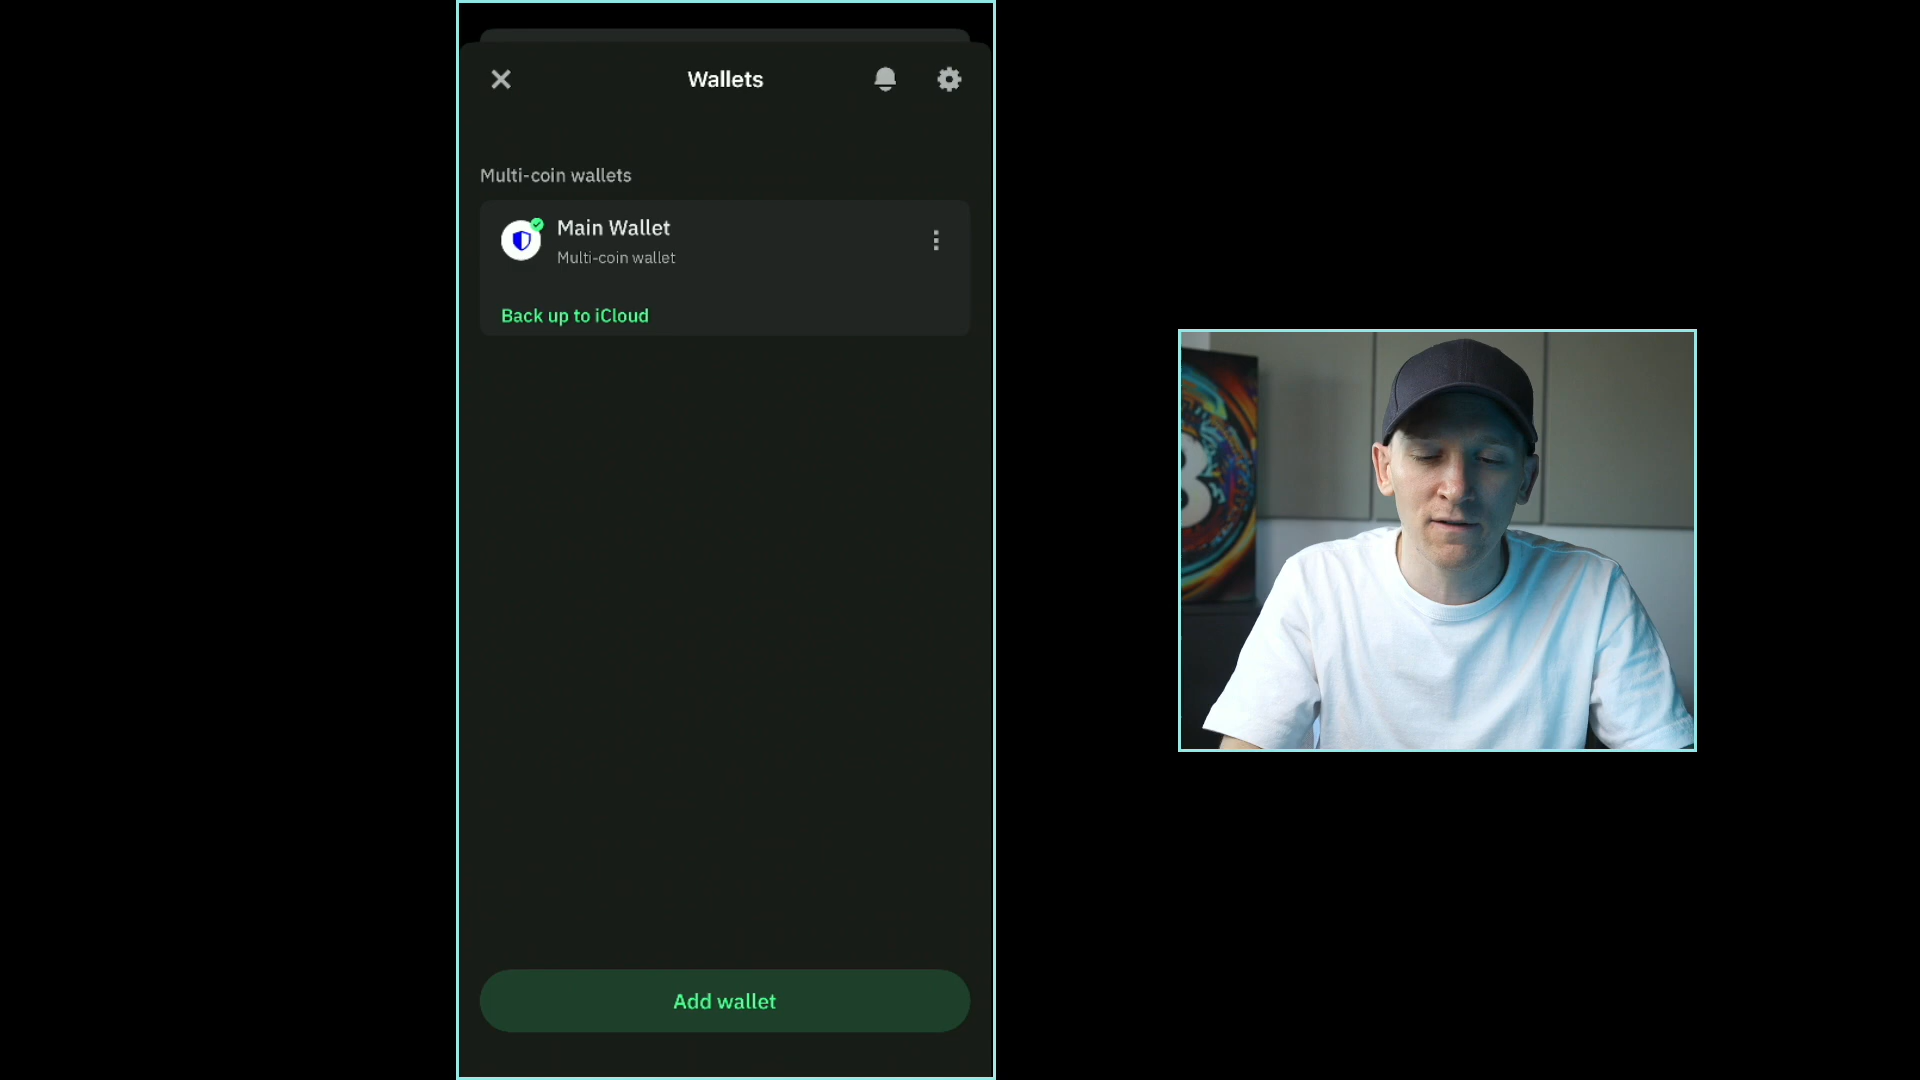 Wallets
Multi-coin wallets
Main Wallet
Multi-coin wallet
Back up to iCloud
Add wallet